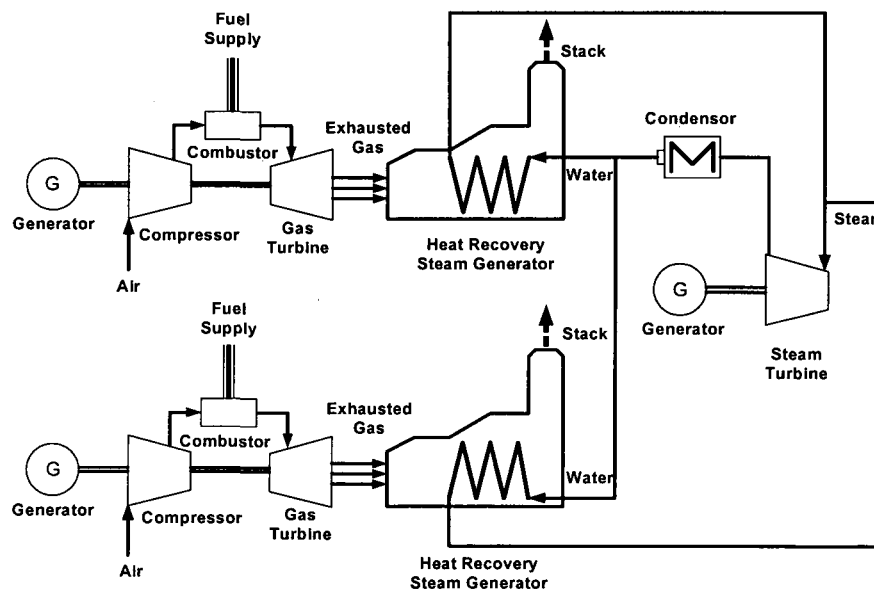 Fuel
Supply
Stack
Exhausted
Gas
Condensor
Combustor
G
Water
Generator
Compressor
Gas
Turbine
Heat Recovery
Steam Generator
Steam
Air
G
Generator
Steam
Turbine
Fuel
Supply
Stack
Exhausted
Gas
Combustor
G
Water
Generator
Compressor
Gas
Turbine
Heat Recovery
Steam Generator
Air